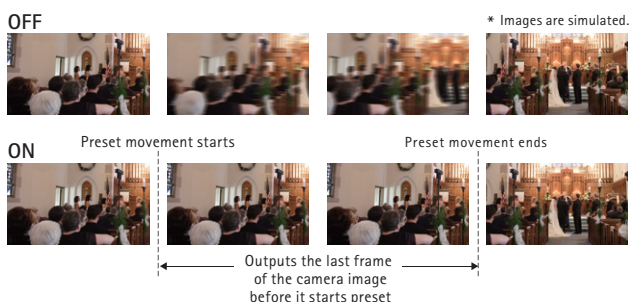 OFF
* Images are simulated.
Preset movement starts
Preset movement ends
ON
Outputs the last frame
of the camera image
before it starts preset